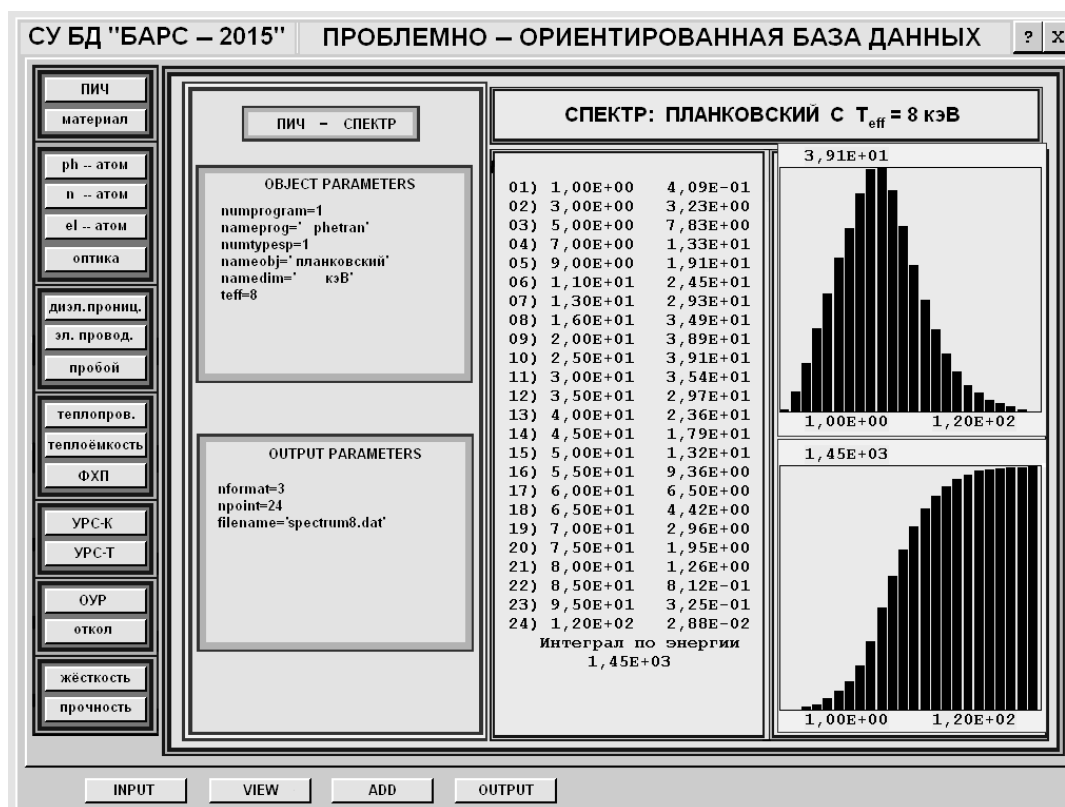 СУ БД "БАРС – 2015" ПРОБЛЕМНО – ОРИЕНТИРОВАННАЯ БАЗА ДАННЫХ ? X
ПИЧ
материал
ph -- атом
n -- атом
el -- атом
оптика
диэл.прониц.
эл. провод.
пробой
теплопров.
теплоёмкость
ФХП
УРС-К
УРС-Т
ОУР
откол
жёсткость
прочность
ПИЧ - СПЕКТР
OBJECT PARAMETERS
numprogram=1
nameprog=' phetran'
numtypesp=1
nameobj='планковский'
namedim=' кэВ'
teff=8
OUTPUT PARAMETERS
nformat=3
npoint=24
filename='spectrum8.dat'
СПЕКТР: ПЛАНКОВСКИЙ С Teff = 8 кэВ
01) 1,00E+00 4,09E-01
02) 3,00E+00 3,23E+00
03) 5,00E+00 7,83E+00
04) 7,00E+00 1,33E+01
05) 9,00E+00 1,91E+01
06) 1,10E+01 2,45E+01
07) 1,30E+01 2,93E+01
08) 1,60E+01 3,49E+01
09) 2,00E+01 3,89E+01
10) 2,50E+01 3,91E+01
11) 3,00E+01 3,54E+01
12) 3,50E+01 2,97E+01
13) 4,00E+01 2,36E+01
14) 4,50E+01 1,79E+01
15) 5,00E+01 1,32E+01
16) 5,50E+01 9,36E+00
17) 6,00E+01 6,50E+00
18) 6,50E+01 4,42E+00
19) 7,00E+01 2,96E+00
20) 7,50E+01 1,95E+00
21) 8,00E+01 1,26E+00
22) 8,50E+01 8,12E-01
23) 9,50E+01 3,25E-01
24) 1,20E+02 2,88E-02
Интеграл по энергии
1,45E+03
3,91E+01
1,00E+00 1,20E+02
1,45E+03
1,00E+00 1,20E+02
INPUT VIEW ADD OUTPUT